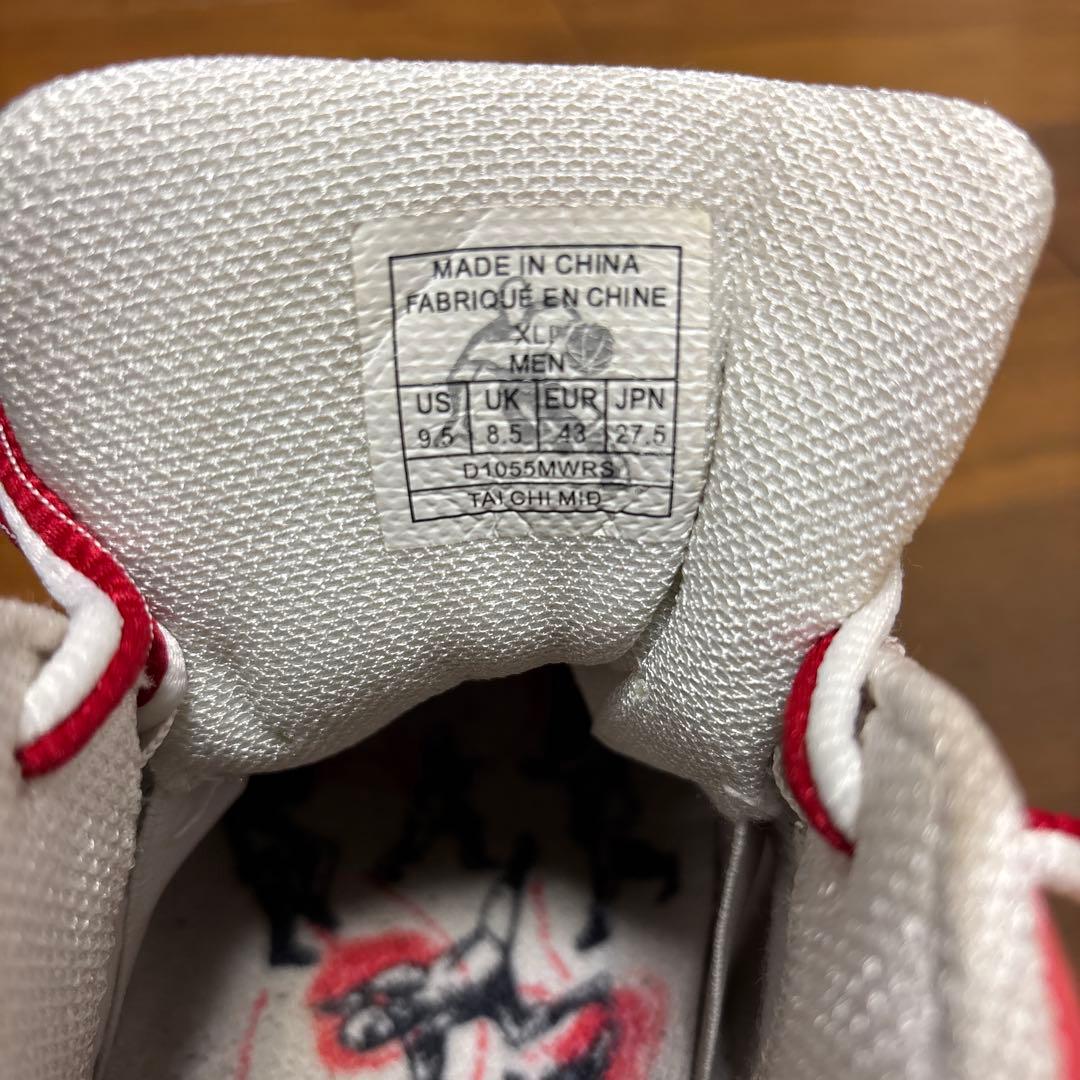 MADE IN CHINA
FABRIQUÉ EN CHINE
XLP
MEN
US UK EUR JPN
9.5 8.5 43 27.5
D1055MWRS
TAI CHI MID